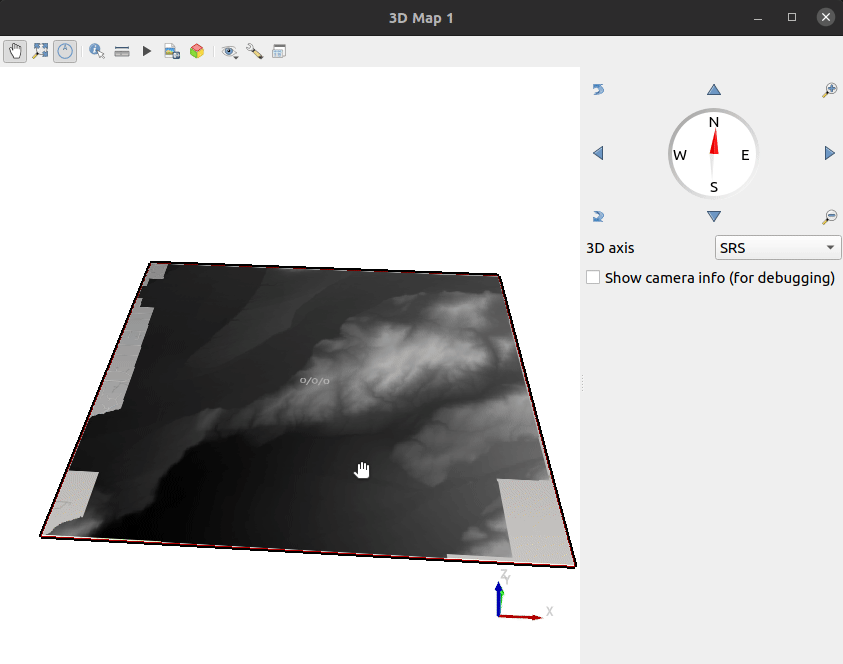 3D Map 1
N
W
E
S
3D axis
SRS
Show camera info (for debugging)
0/0/0
Z
Y
X